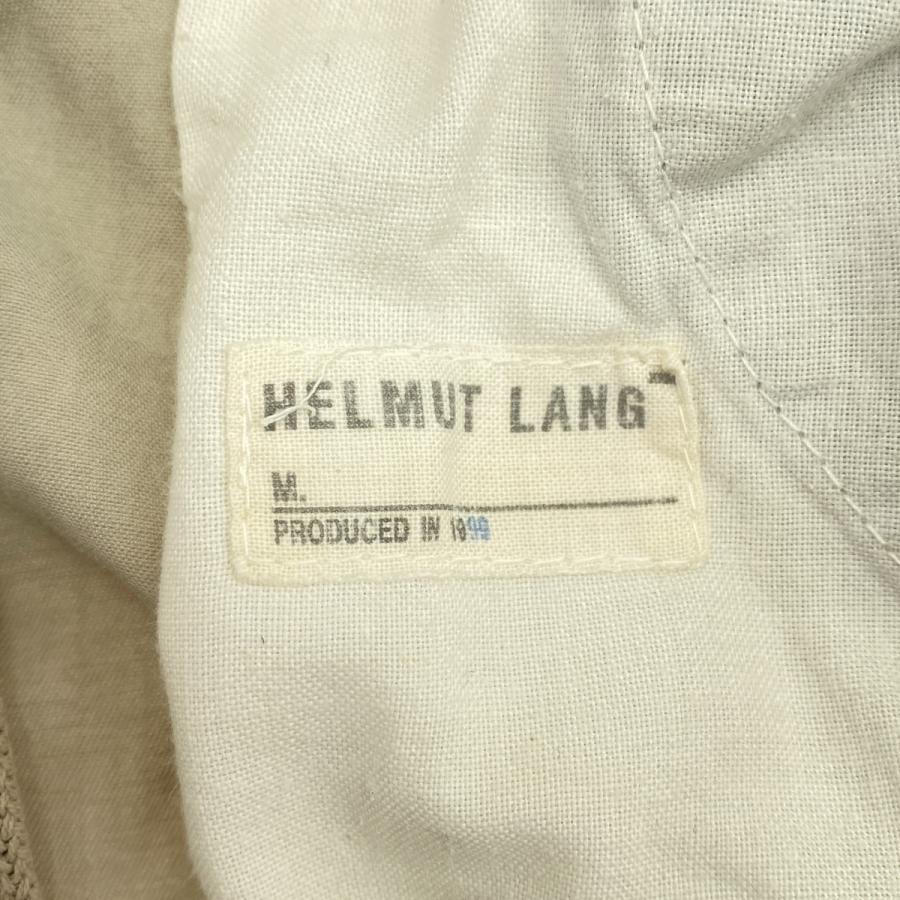 HELMUT LANG
M.
PRODUCED IN 1999